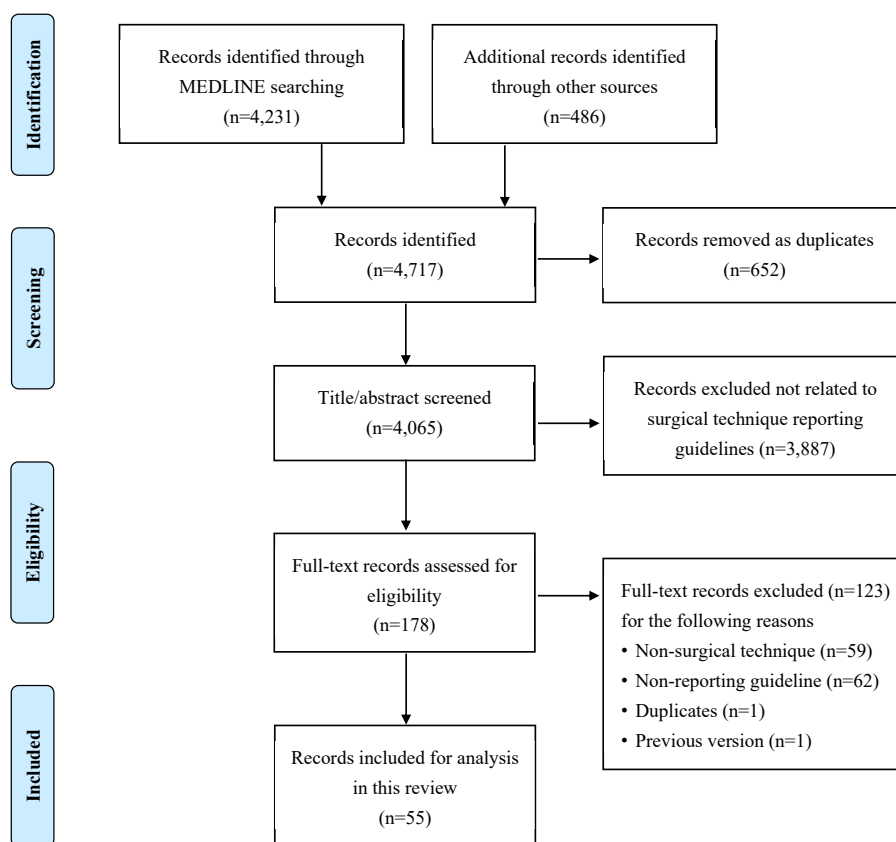 Identification
Records identified through
MEDLINE searching
(n=4,231)
Additional records identified
through other sources
(n=486)
Screening
Records identified
(n=4,717)
Records removed as duplicates
(n=652)
Title/abstract screened
(n=4,065)
Records excluded not related to
surgical technique reporting
guidelines (n=3,887)
Eligibility
Full-text records assessed for
eligibility
(n=178)
Full-text records excluded (n=123)
for the following reasons
• Non-surgical technique (n=59)
• Non-reporting guideline (n=62)
• Duplicates (n=1)
• Previous version (n=1)
Included
Records included for analysis
in this review
(n=55)